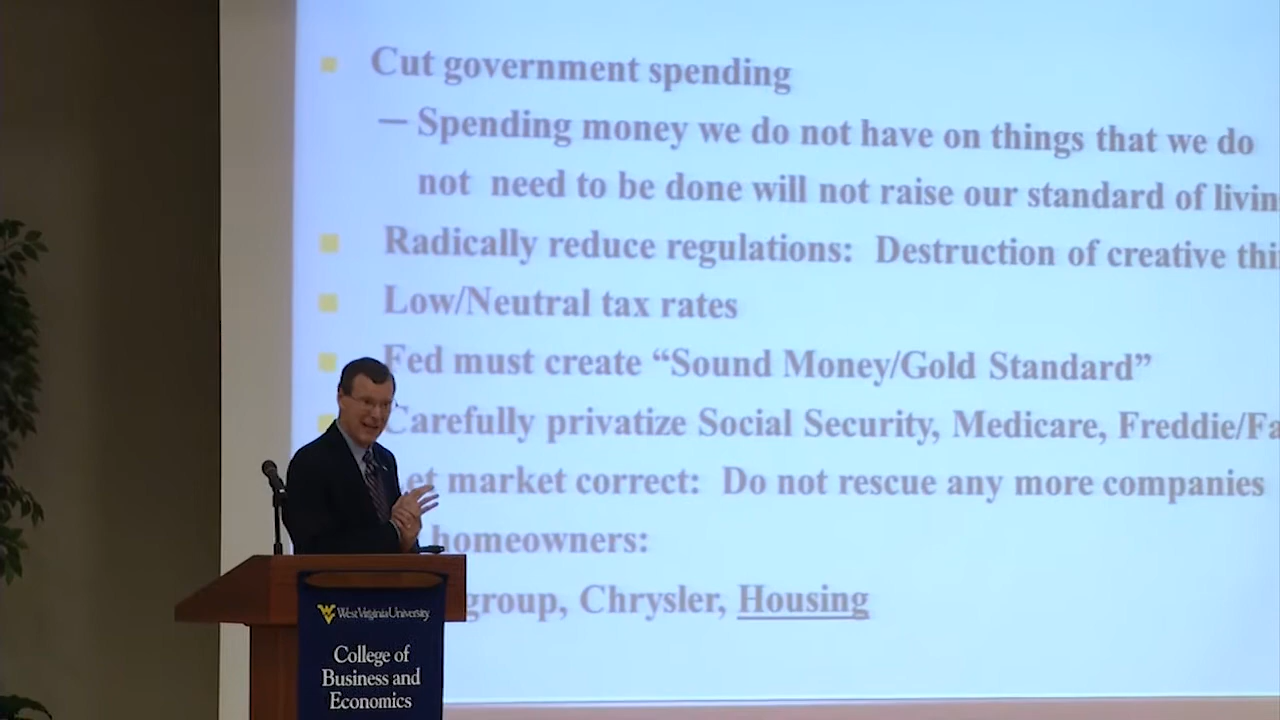 Cut government spending
— Spending money we do not have on things that we do
not need to be done will not raise our standard of livin
Radically reduce regulations: Destruction of creative thi
Low/Neutral tax rates
Fed must create “Sound Money/Gold Standard”
Carefully privatize Social Security, Medicare, Freddie/Fa
et market correct: Do not rescue any more companies
homeowners:
group, Chrysler, Housing
West Virginia University
College of
Business and
Economics